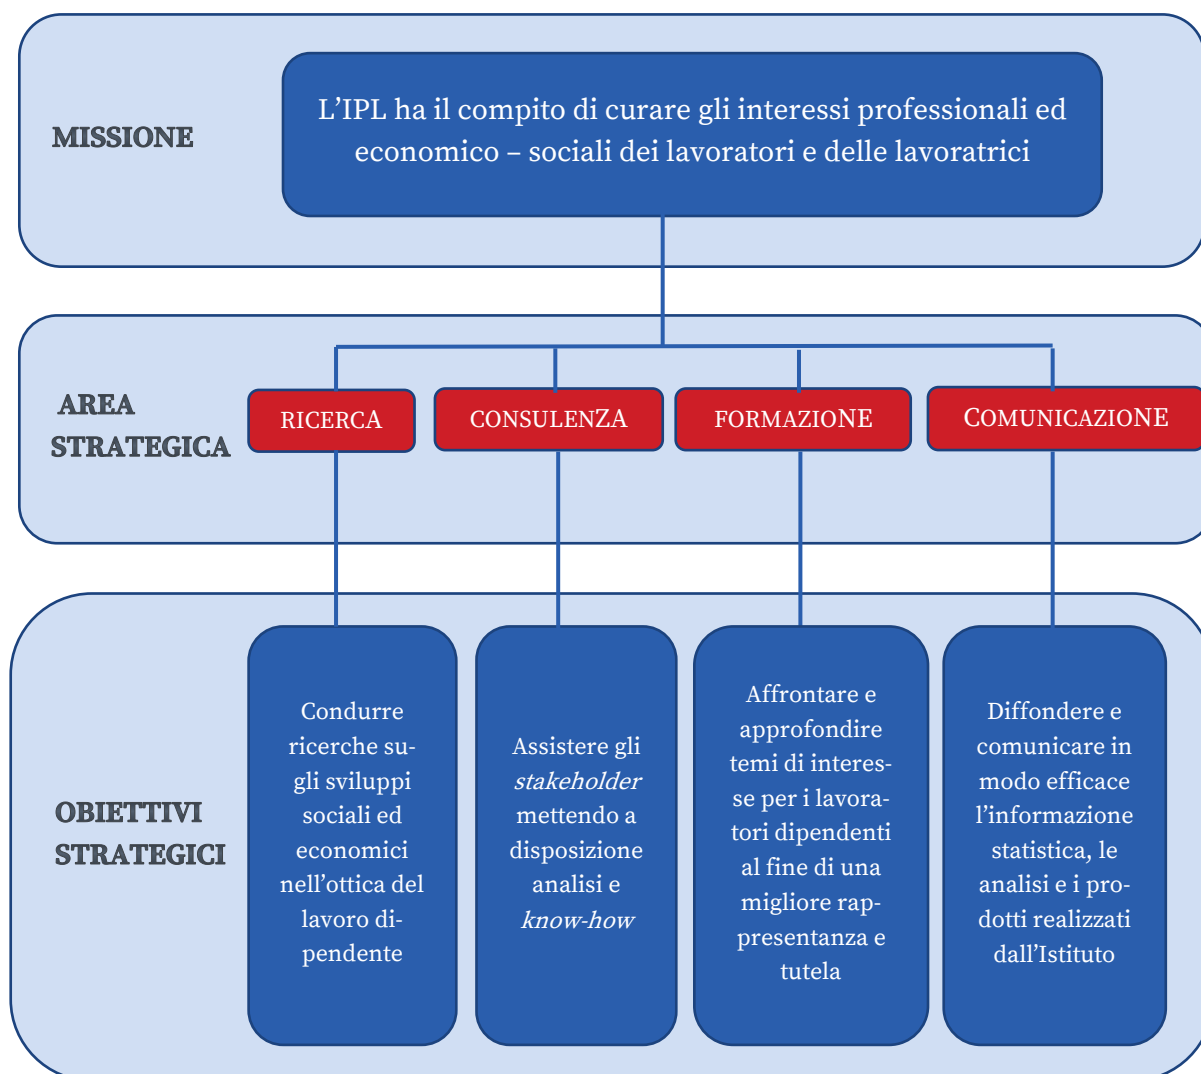 MISSIONE
L'IPL ha il compito di curare gli interessi professionali ed
economico – sociali dei lavoratori e delle lavoratrici
AREA
STRATEGICA
RICERCA
CONSULENZA
FORMAZIONE
COMUNICAZIONE
OBIETTIVI
STRATEGICI
Condurre
ricerche su-
gli sviluppi
sociali ed
economici
nell'ottica del
lavoro di-
pendente
Assistere gli
stakeholder
mettendo a
disposizione
analisi e
know-how
Affrontare e
approfondire
temi di interes-
se per i lavora-
tori dipendenti
al fine di una
migliore rap-
presentanza e
tutela
Diffondere e
comunicare in
modo efficace
l'informazione
statistica, le
analisi e i pro-
dotti realizzati
dall'Istituto